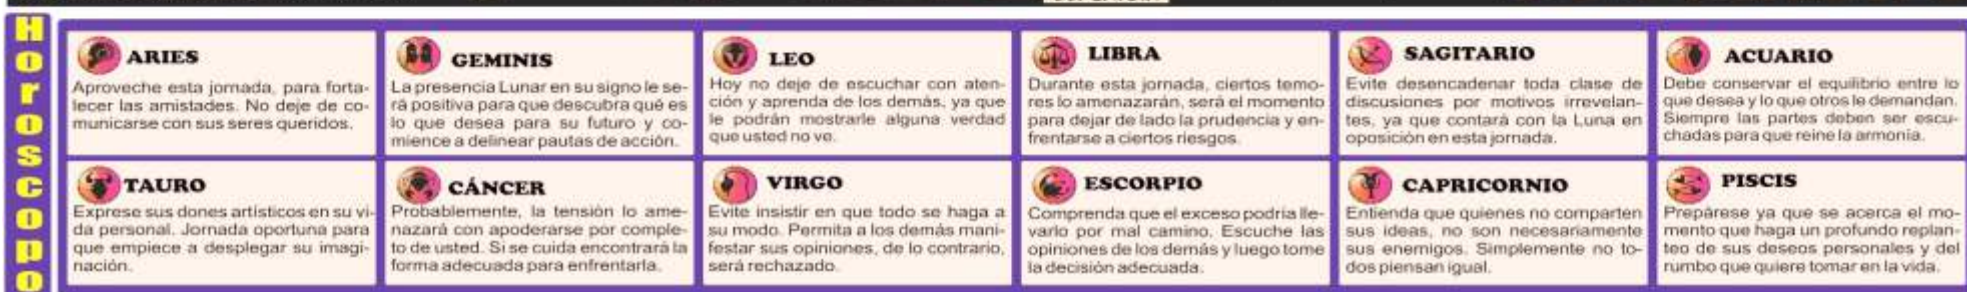 Horóscopo
ARIES
Aproveche esta jornada, para forta-
lecer las amistades. No deje de co-
municarse con sus seres queridos.
TAURO
Exprese sus dones artísticos en su vi-
da personal. Jornada oportuna para
que empiece a desplegar su imagi-
nación.
GEMINIS
La presencia Lunar en su signo le se-
rá positiva para que descubra qué es
lo que desea para su futuro y co-
mience a delinear pautas de acción.
CÁNCER
Probablemente, la tensión lo ame-
nazará con apoderarse por comple-
to de usted. Si se cuida encontrará la
forma adecuada para enfrentarla.
LEO
Hoy no deje de escuchar con aten-
ción y aprenda de los demás, ya que
le podrán mostrarle alguna verdad
que usted no ve.
VIRGO
Evite insistir en que todo se haga a
su modo. Permita a los demás mani-
festar sus opiniones, de lo contrario,
será rechazado.
LIBRA
Durante esta jornada, ciertos temo-
res lo amenazarán, será el momento
para dejar de lado la prudencia y en-
frentarse a ciertos riesgos.
ESCORPIO
Comprenda que el exceso podría lle-
varlo por mal camino. Escuche las
opiniones de los demás y luego tome
la decisión adecuada.
SAGITARIO
Evite desencadenar toda clase de
discusiones por motivos irrevelan-
tes, ya que contará con la Luna en
oposición en esta jornada.
CAPRICORNIO
Entienda que quienes no comparten
sus ideas, no son necesariamente
sus enemigos. Simplemente no to-
dos piensan igual.
ACUARIO
Debe conservar el equilibrio entre lo
que desea y lo que otros le demandan.
Siempre las partes deben ser escu-
chadas para que reine la armonía.
PISCIS
Prepárese ya que se acerca el mo-
mento que haga un profundo replan-
teo de sus deseos personales y del
rumbo que quiere tomar en la vida.